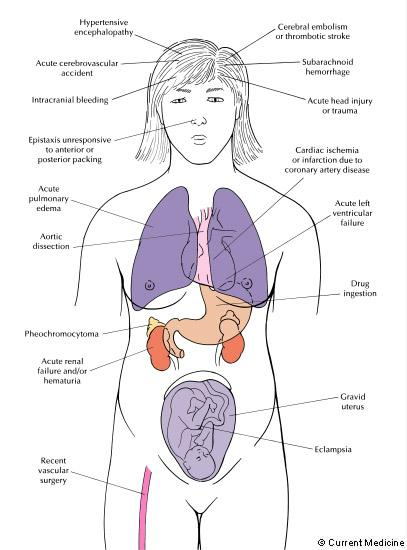 Hypertensive
encephalopathy
Cerebral embolism
or thrombotic stroke
Acute cerebrovascular
accident
Subarachnoid
hemorrhage
Intracranial bleeding
Acute head injury
or trauma
Epistaxis unresponsive
to anterior or
posterior packing
Cardiac ischemia
or infarction due to
coronary artery disease
Acute
pulmonary
edema
Acute left
ventricular
failure
Aortic
dissection
Drug
ingestion
Pheochromocytoma
Acute renal
failure and/or
hematuria
Gravid
uterus
Eclampsia
Recent
vascular
surgery
© Current Medicine